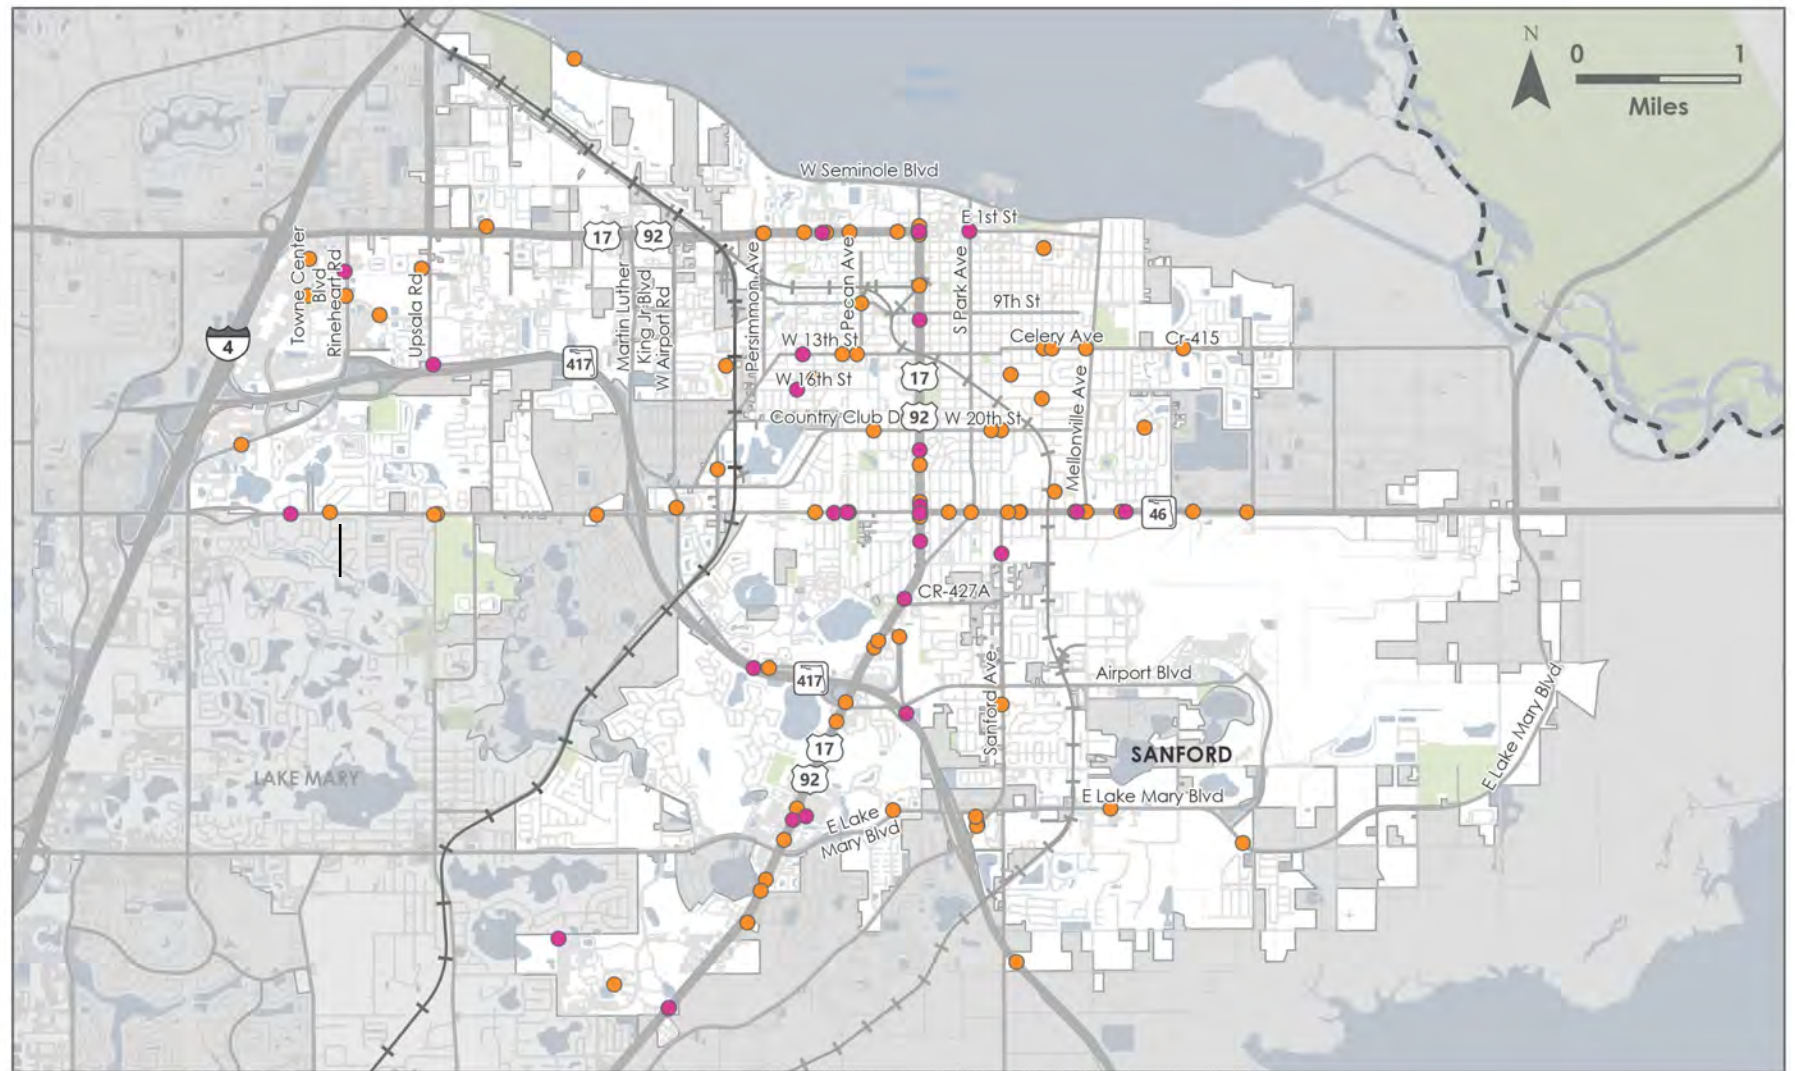 N
0 1
Miles
W Seminole Blvd
E 1st St
17
92
Towne Center
Blvd
Rinehart Rd
Upsala Rd
Martin Luther
King Jr Blvd
W Airport Rd
Persimmon Ave
Pecan Ave
S Park Ave
9Th St
W 13th St
Celery Ave
Cr-415
4
417
W 16th St
17
Country Club D
92
W 20th St
Mellonville Ave
46
CR-427A
417
Airport Blvd
Sanford Ave
17
92
SANFORD
E Lake Mary Blvd
LAKE MARY
E Lake
Mary Blvd
E Lake Mary Blvd